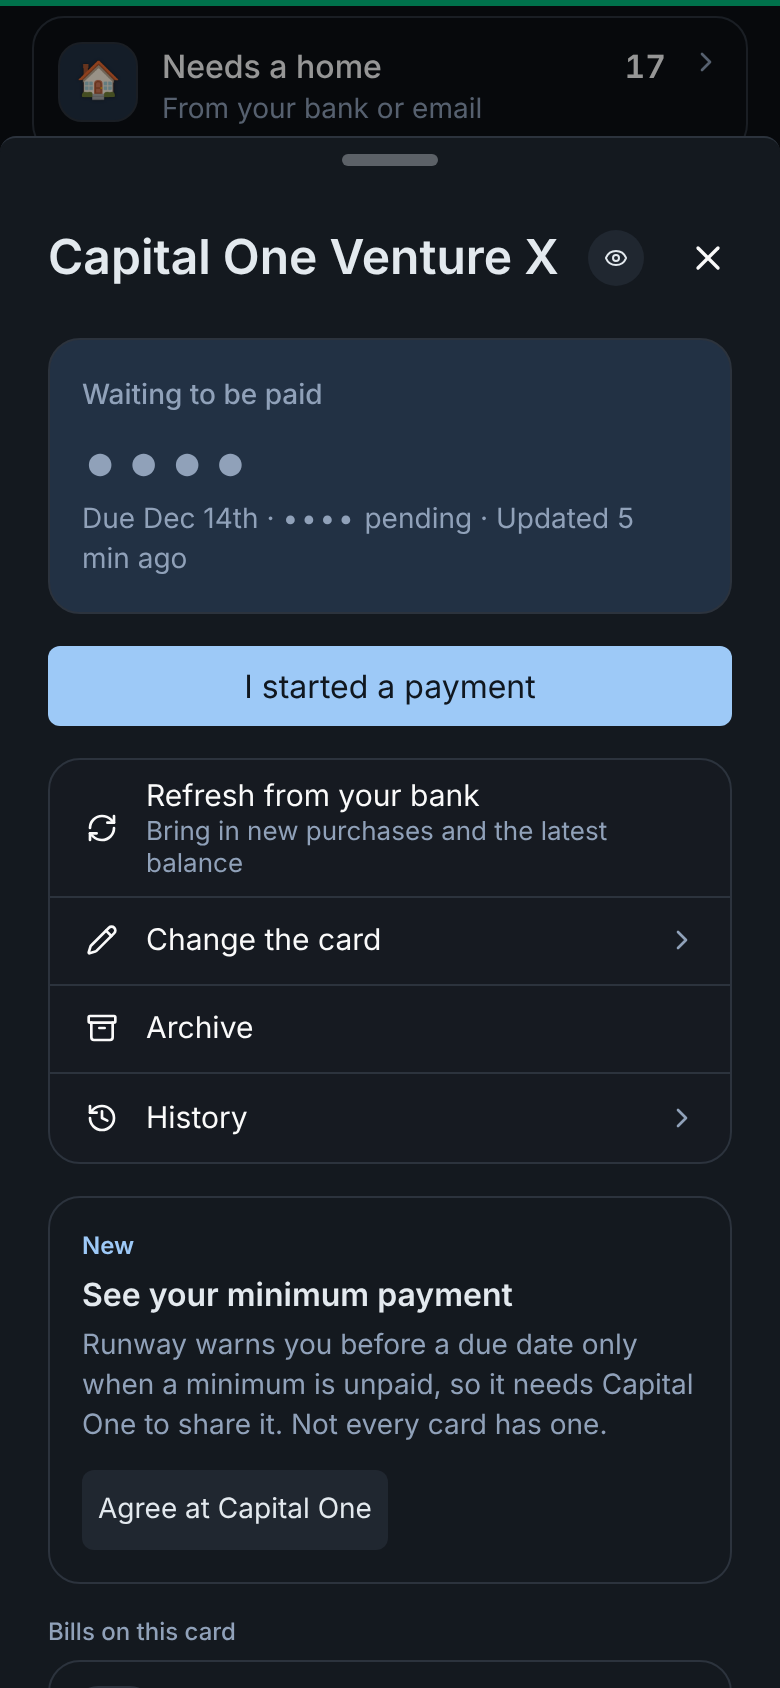 Needs a home
17
From your bank or email
Capital One Venture X
Waiting to be paid
●●●●
Due Dec 14th · •••• pending · Updated 5
min ago
I started a payment
Refresh from your bank
Bring in new purchases and the latest
balance
Change the card
Archive
History
New
See your minimum payment
Runway warns you before a due date only
when a minimum is unpaid, so it needs Capital
One to share it. Not every card has one.
Agree at Capital One
Bills on this card